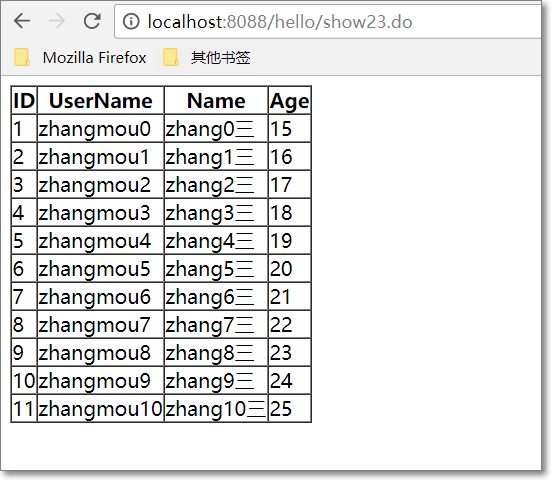 localhost:8088/hello/show23.do
Mozilla Firefox 其他书签
ID UserName Name Age
1 zhangmou0 zhang0三 15
2 zhangmou1 zhang1三 16
3 zhangmou2 zhang2三 17
4 zhangmou3 zhang3三 18
5 zhangmou4 zhang4三 19
6 zhangmou5 zhang5三 20
7 zhangmou6 zhang6三 21
8 zhangmou7 zhang7三 22
9 zhangmou8 zhang8三 23
10 zhangmou9 zhang9三 24
11 zhangmou10 zhang10三 25